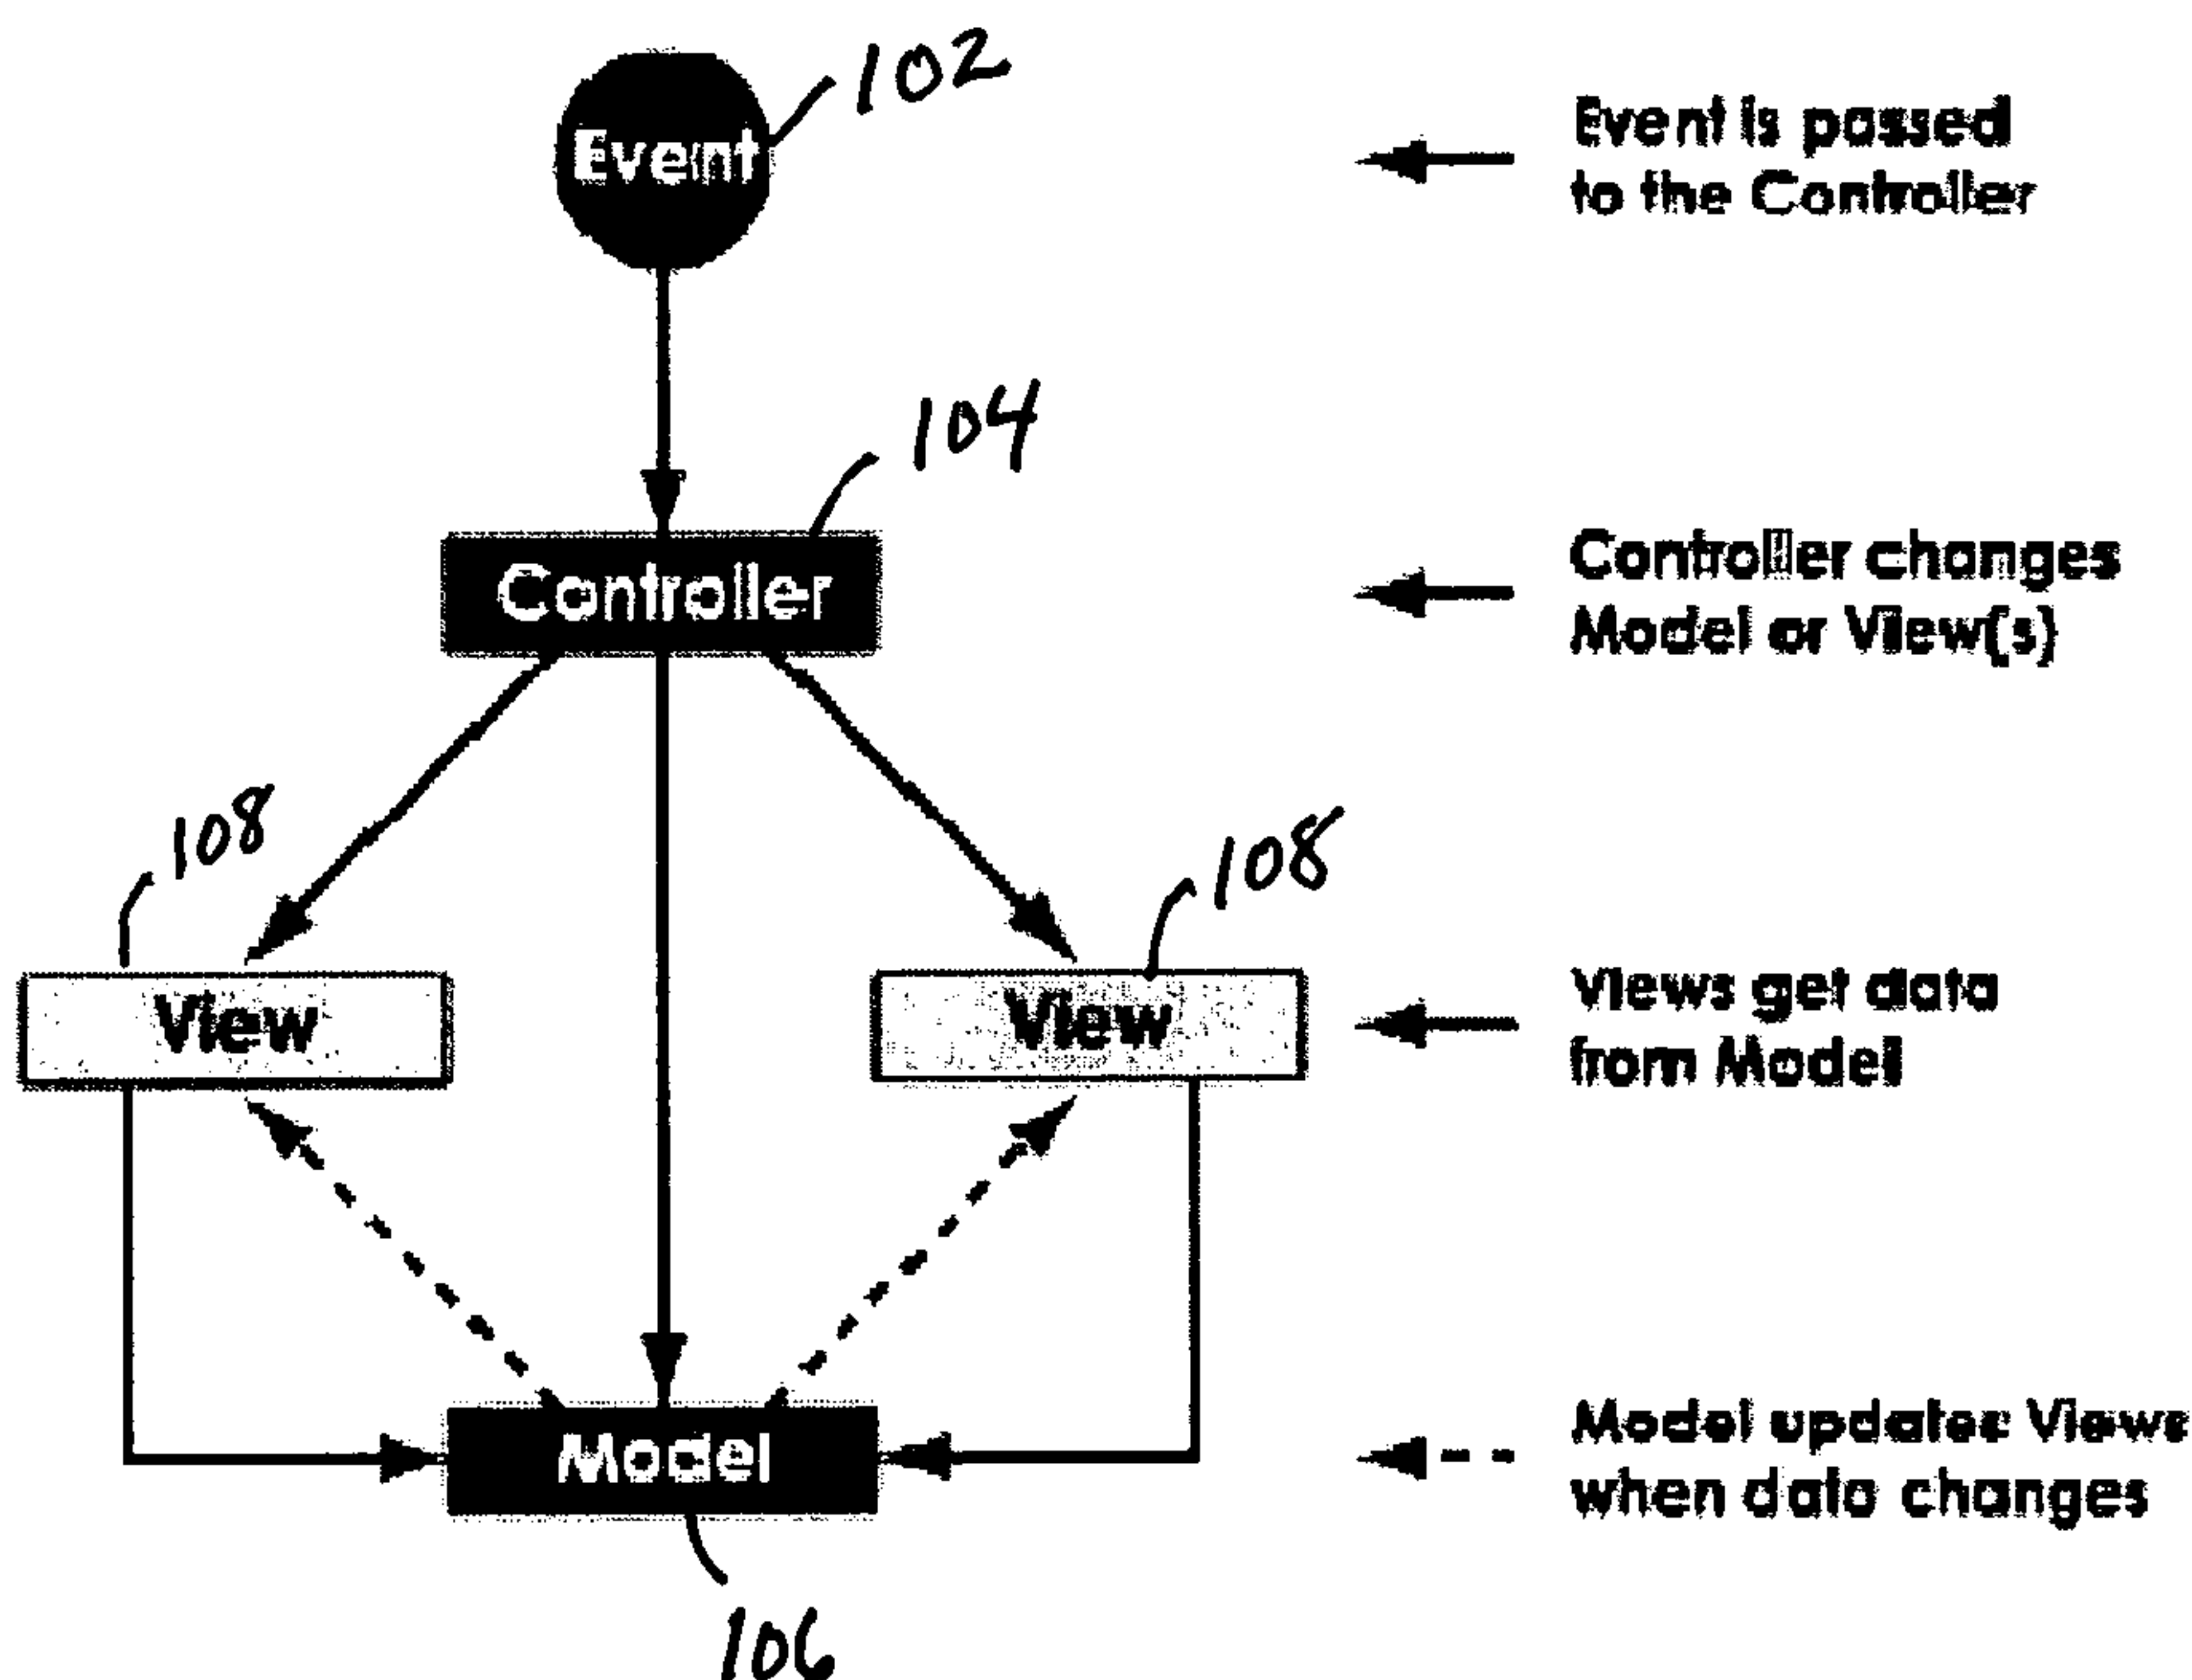 102
Event
Event is passed
to the Controller
104
Controller
Controller changes
Model or View(s)
108
108
View
View
Views get data
from Model
Model
Model updates Views
when data changes
106